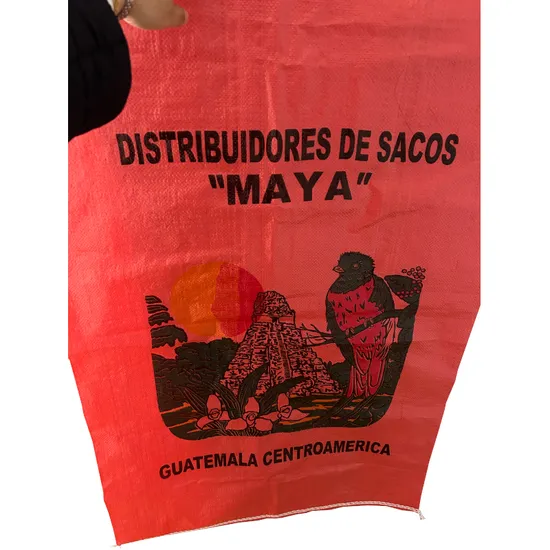 DISTRIBUIDORES DE SACOS
"MAYA"
GUATEMALA CENTROAMERICA